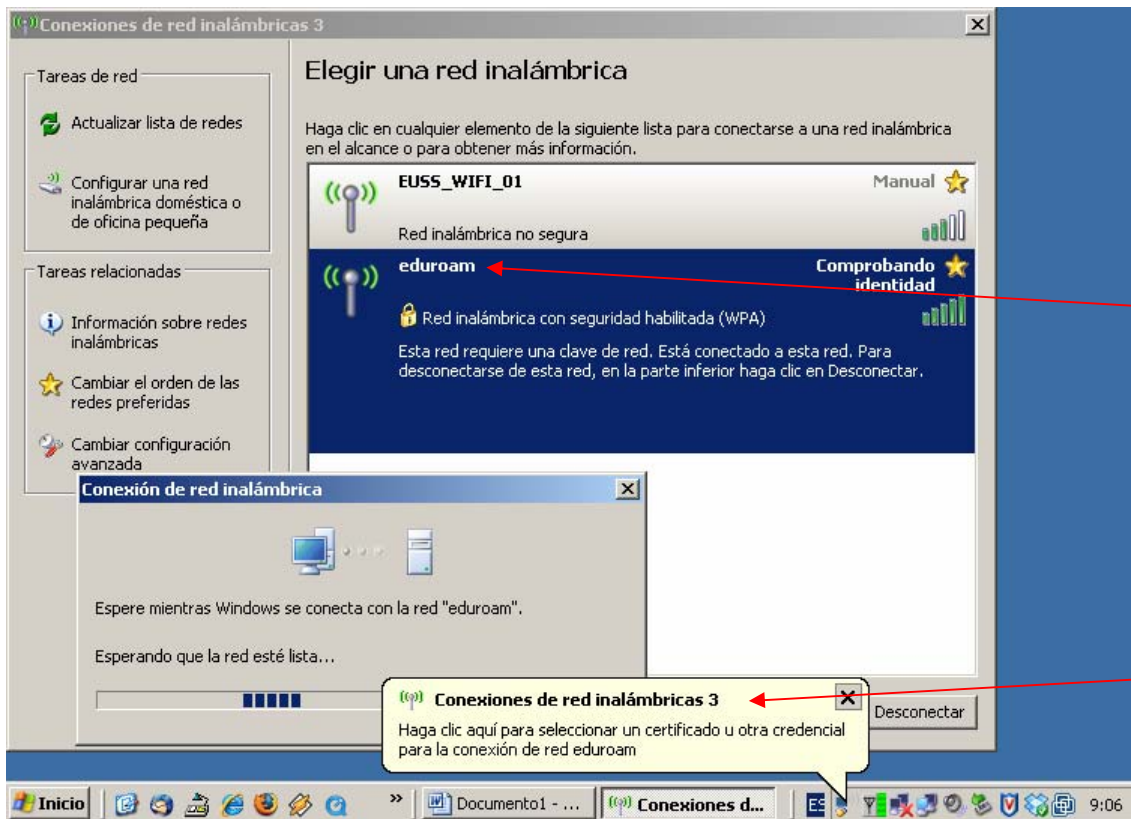 Conexiones de red inalámbricas 3
Tareas de red
Actualizar lista de redes
Configurar una red
inalámbrica doméstica o
de oficina pequeña
Tareas relacionadas
Información sobre redes
inalámbricas
Cambiar el orden de las
redes preferidas
Cambiar configuración
avanzada
Elegir una red inalámbrica
Haga clic en cualquier elemento de la siguiente lista para conectarse a una red inalámbrica
en el alcance o para obtener más información.
EUSS_WIFI_01
Manual
Red inalámbrica no segura
eduroam
Comprobando
identidad
Red inalámbrica con seguridad habilitada (WPA)
Esta red requiere una clave de red. Está conectado a esta red. Para
desconectarse de esta red, en la parte inferior haga clic en Desconectar.
Conexión de red inalámbrica
Espere mientras Windows se conecta con la red "eduroam".
Esperando que la red esté lista...
Conexiones de red inalámbricas 3
Haga clic aquí para seleccionar un certificado u otra credencial
para la conexión de red eduroam
Desconectar
Inicio
Documento1 - ...
Conexiones d...
ES
9:06